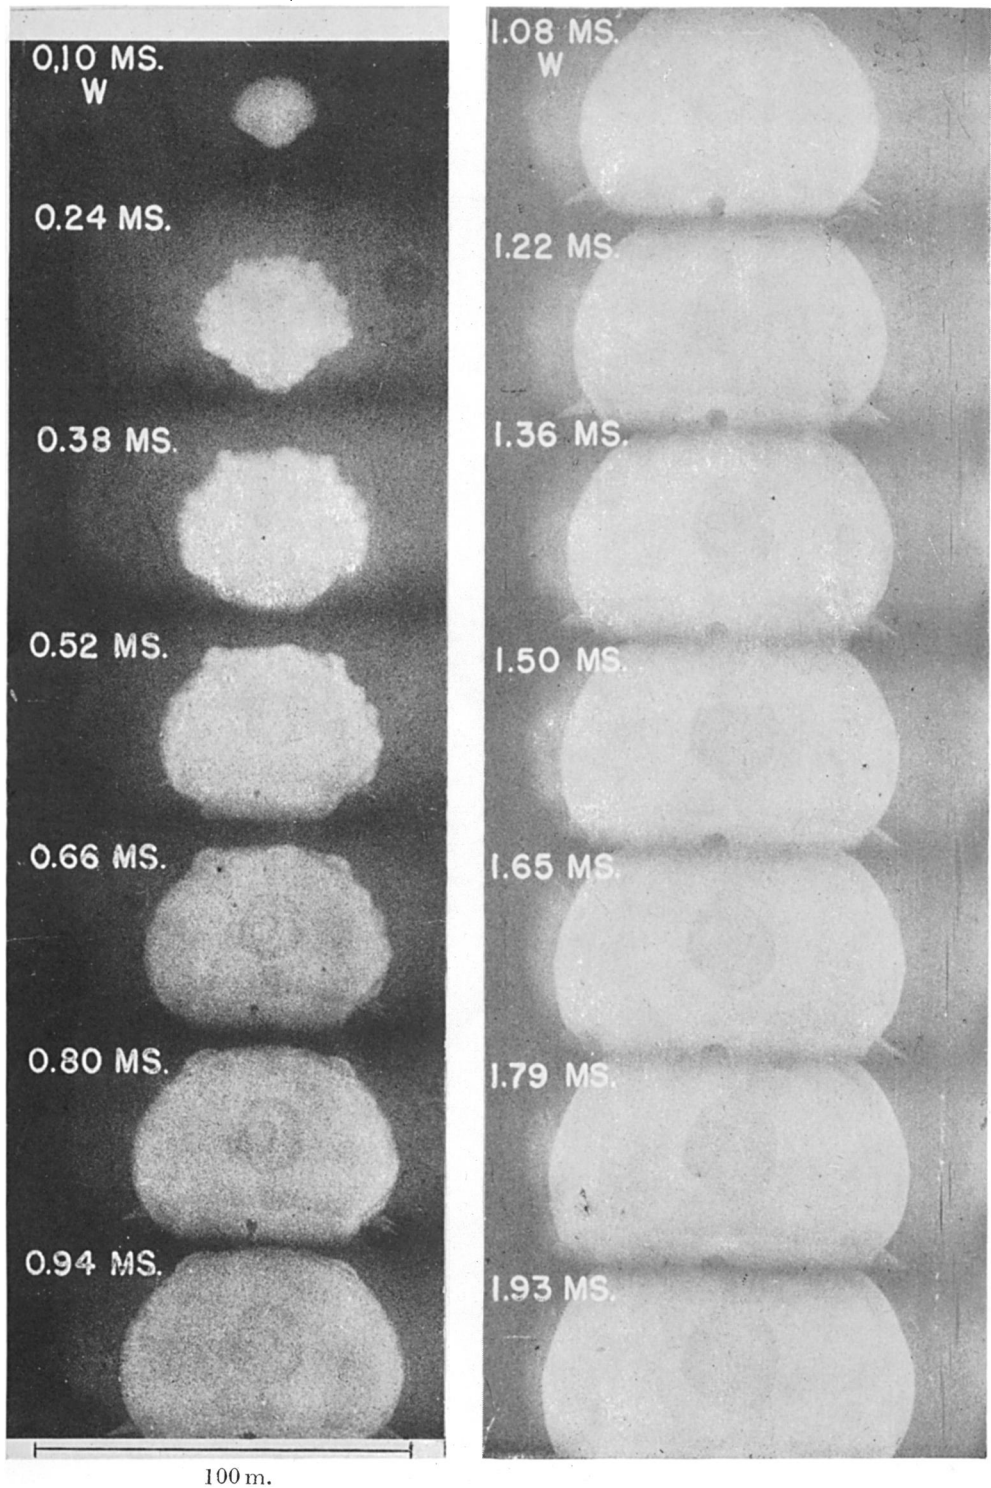 0,10 MS.
W
0.24 MS.
0.38 MS.
0.52 MS.
0.66 MS.
0.80 MS.
0.94 MS.
100 m.
1.08 MS.
W
1.22 MS.
1.36 MS.
1.50 MS.
1.65 MS.
1.79 MS.
1.93 MS.